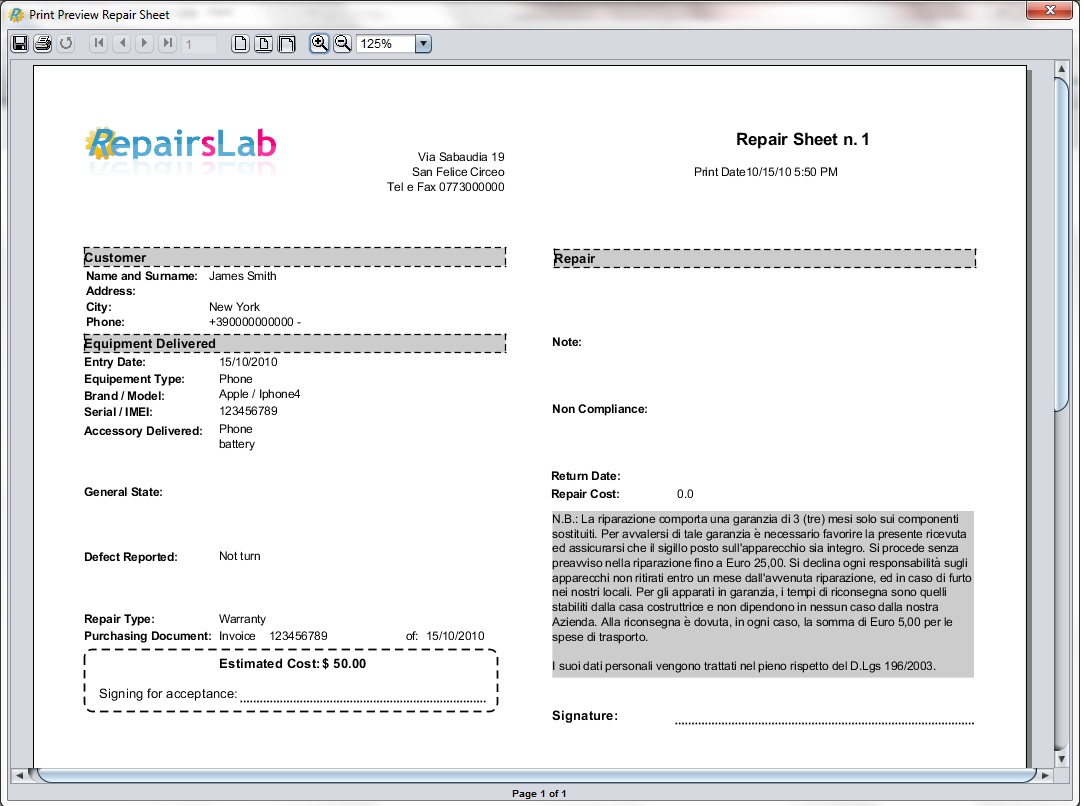 Print Preview Repair Sheet
1
125%
RepairsLab
Via Sabaudia 19
San Felice Circeo
Tel e Fax 0773000000
Repair Sheet n. 1
Print Date10/15/10 5:50 PM
Customer
Name and Surname: James Smith
Address:
City: New York
Phone: +390000000000 -
Equipment Delivered
Entry Date: 15/10/2010
Equipement Type: Phone
Brand / Model: Apple / Iphone4
Serial / IMEI: 123456789
Accessory Delivered: Phone
battery
General State:
Defect Reported: Not turn
Repair Type: Warranty
Purchasing Document: Invoice 123456789 of: 15/10/2010
Estimated Cost: $ 50.00
Signing for acceptance:
Repair
Note:
Non Compliance:
Return Date:
Repair Cost: 0.0
N.B.: La riparazione comporta una garanzia di 3 (tre) mesi solo sui componenti
sostituiti. Per avvalersi di tale garanzia è necessario favorire la presente ricevuta
ed assicurarsi che il sigillo posto sull'apparecchio sia integro. Si procede senza
preavviso nella riparazione fino a Euro 25,00. Si declina ogni responsabilità sugli
apparecchi non ritirati entro un mese dall'avvenuta riparazione, ed in caso di furto
nei nostri locali. Per gli apparati in garanzia, i tempi di riconsegna sono quelli
stabiliti dalla casa costruttrice e non dipendono in nessun caso dalla nostra
Azienda. Alla riconsegna è dovuta, in ogni caso, la somma di Euro 5,00 per le
spese di trasporto.
I suoi dati personali vengono trattati nel pieno rispetto del D.Lgs 196/2003.
Signature:
Page 1 of 1